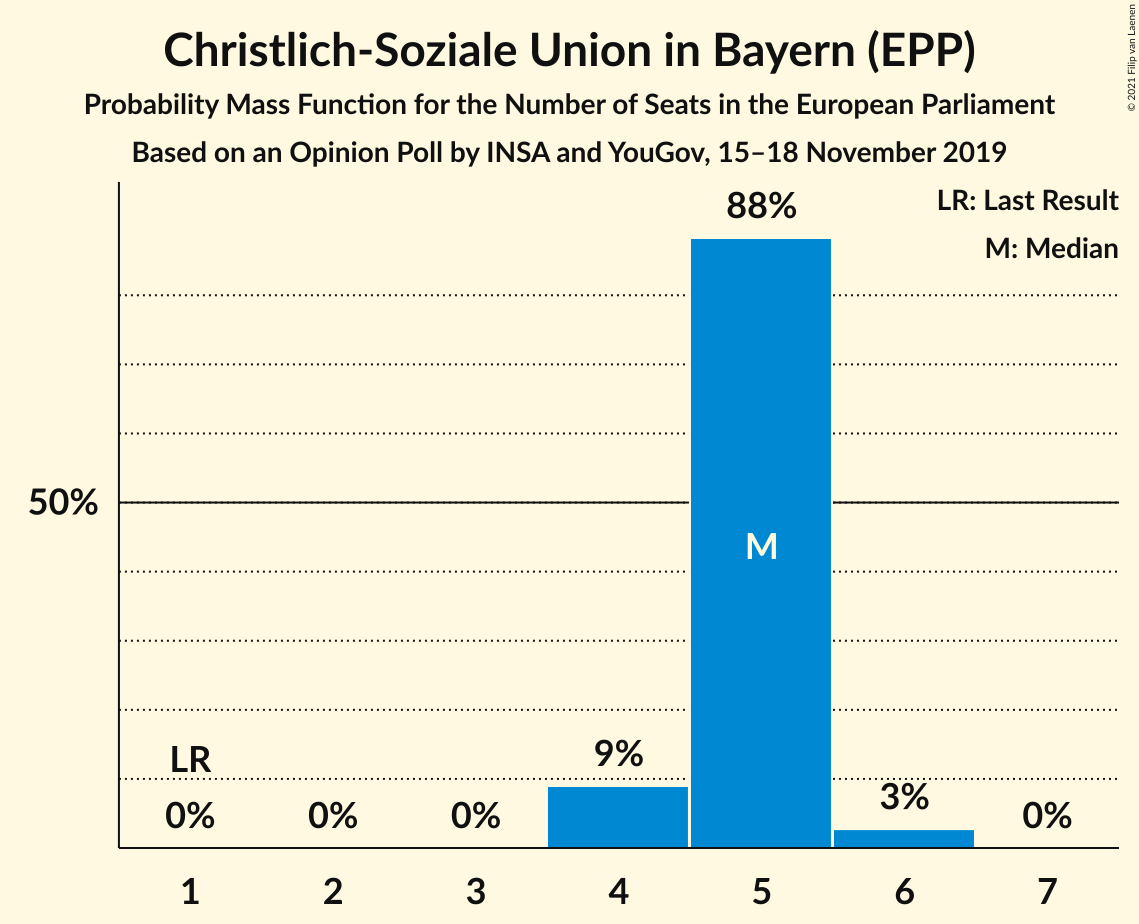 Christlich-Soziale Union in Bayern (EPP)
Probability Mass Function for the Number of Seats in the European Parliament
Based on an Opinion Poll by INSA and YouGov, 15–18 November 2019
© 2021 Filip van Laenen
LR: Last Result
M: Median
88%
50%
M
LR
9%
3%
0% 0% 0% 0%
1 2 3 4 5 6 7